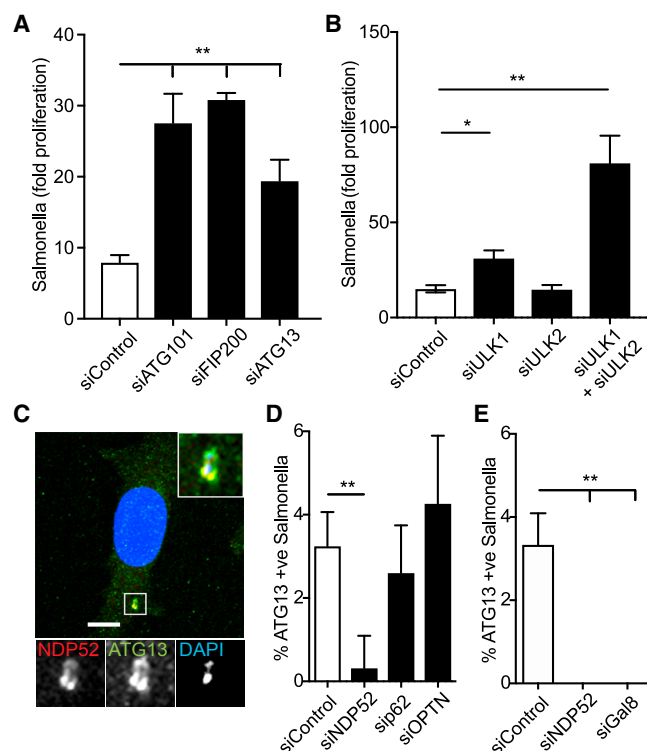 A
Salmonella (fold proliferation)
40
30
20
10
0
**
siControl
siATG101
siFIP200
siATG13
B
Salmonella (fold proliferation)
150
100
50
0
*
**
siControl
siULK1
siULK2
siULK1
+ siULK2
C
NDP52 ATG13 DAPI
D
% ATG13 +ve Salmonella
6
4
2
0
**
siControl
siNDP52
sip62
siOPTN
E
% ATG13 +ve Salmonella
6
4
2
0
**
siControl
siNDP52
siGal8